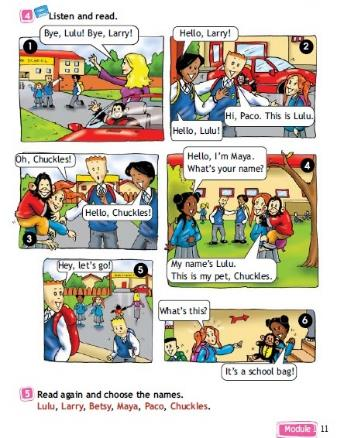 4 Listen and read.
1
Bye, Lulu! Bye, Larry!
SCHOOL
Hello, Larry!
2
Hi, Paco. This is Lulu.
Hello, Lulu!
Oh, Chuckles!
Hello, Chuckles!
3
Hello, I'm Maya.
What's your name?
4
My name's Lulu.
This is my pet, Chuckles.
Hey, let's go!
5
What's this?
6
It's a school bag!
5 Read again and choose the names.
Lulu, Larry, Betsy, Maya, Paco, Chuckles.
Module 11